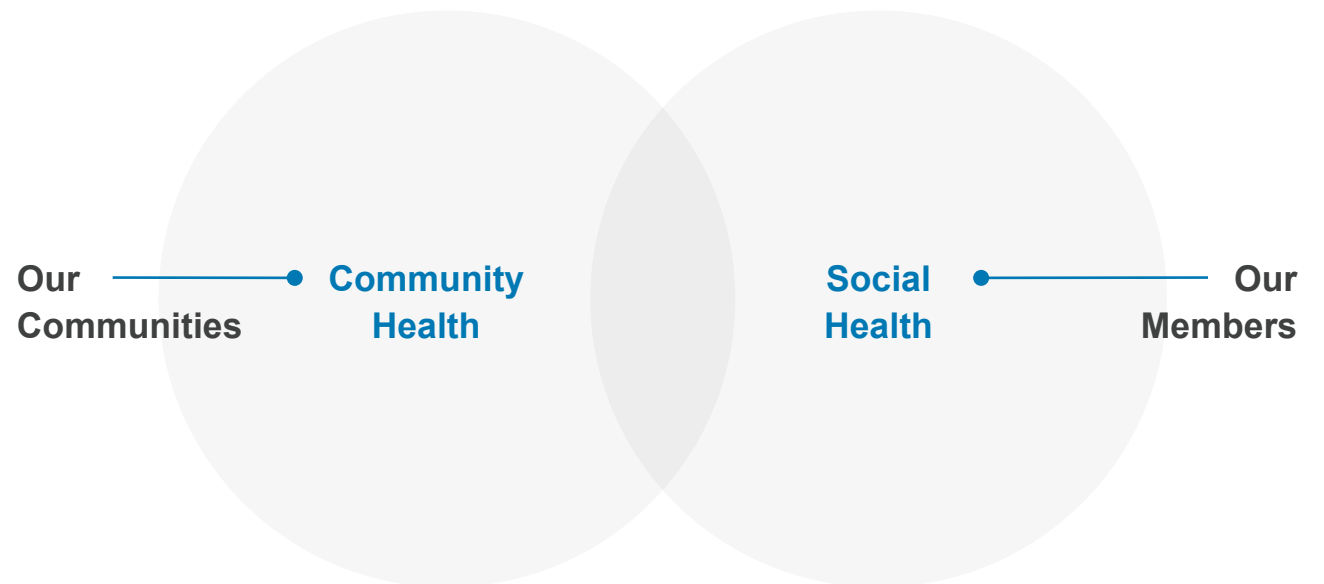 Our
Communities
Community
Health
Social
Health
Our
Members